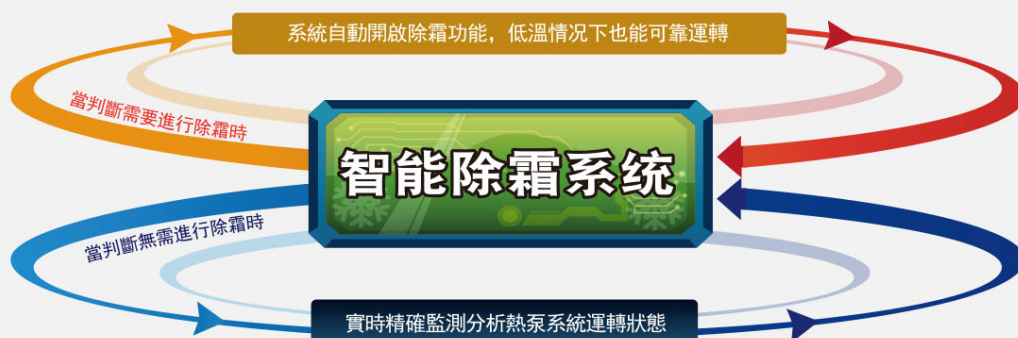 系統自動開啟除霜功能，低溫情况下也能可靠運轉
當判斷需要進行除霜時
智能除霜系统
當判斷無需進行除霜時
實時精確監測分析熱泵系統運轉狀態